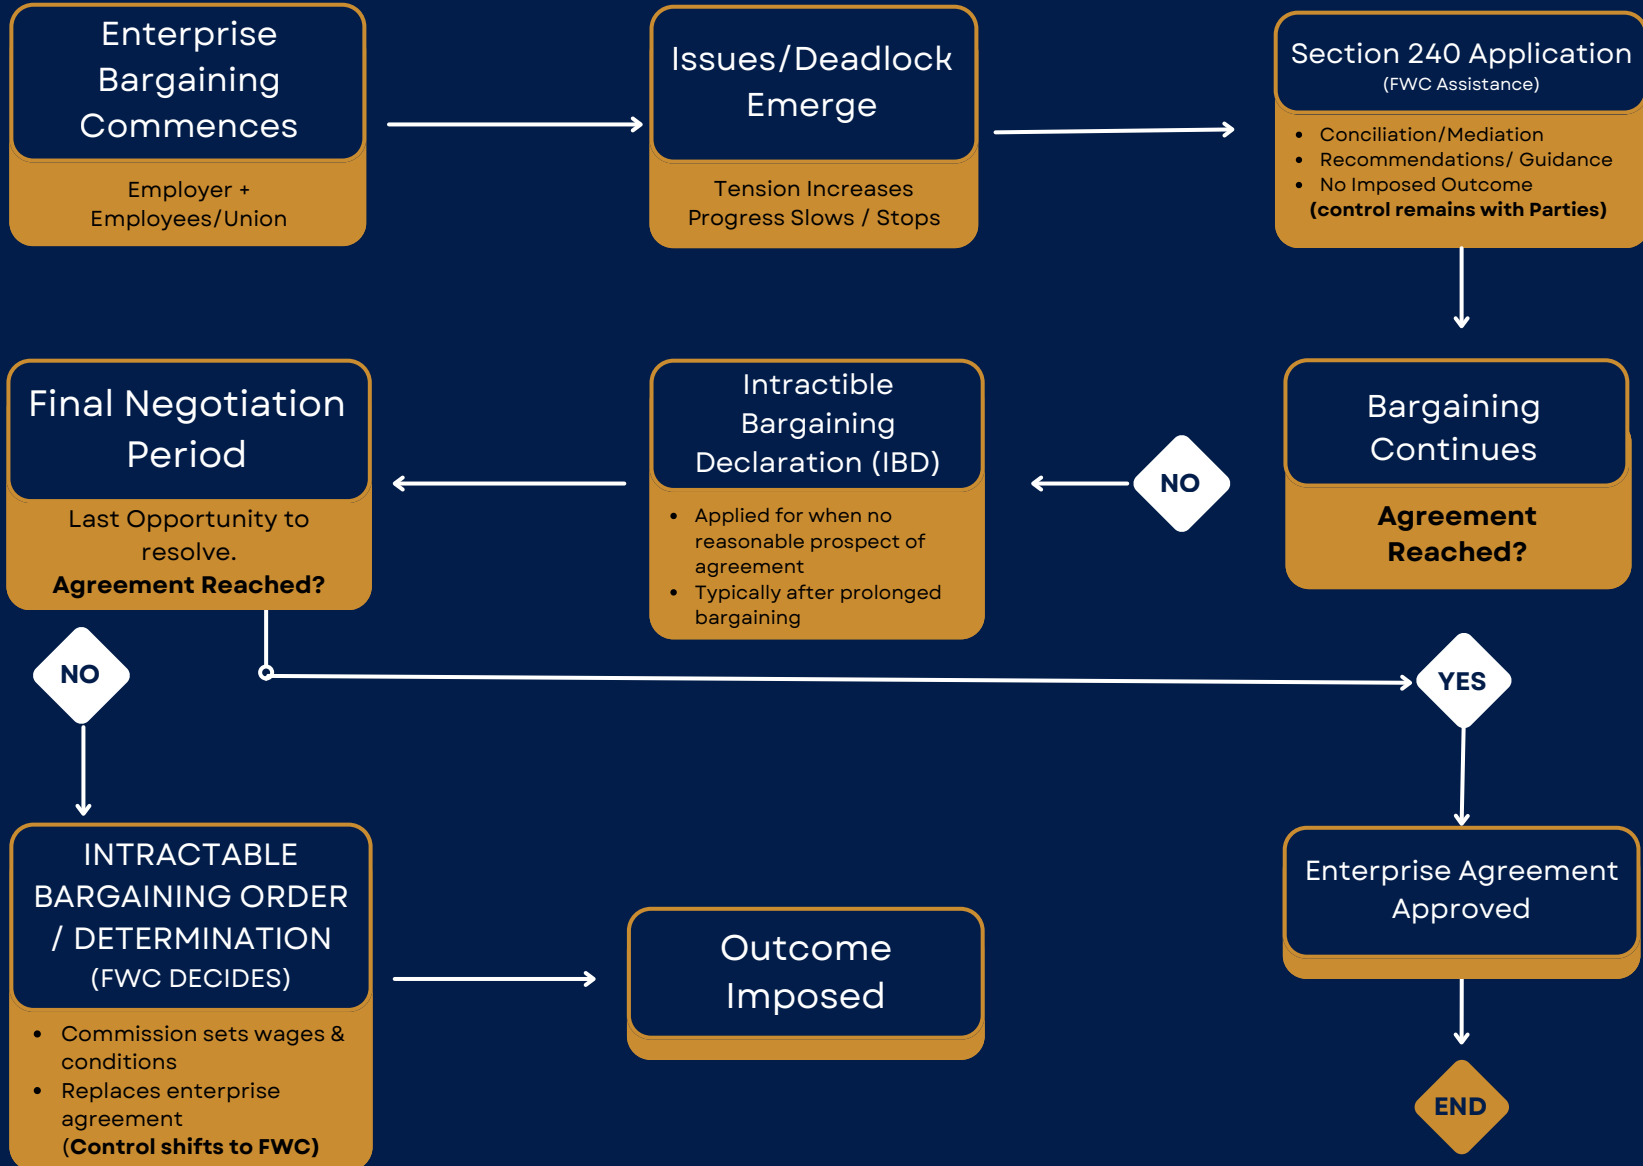 Enterprise
Bargaining
Commences
Employer +
Employees/Union
Issues/Deadlock
Emerge
Tension Increases
Progress Slows / Stops
Section 240 Application
(FWC Assistance)
• Conciliation/Mediation
• Recommendations/ Guidance
• No Imposed Outcome
(control remains with Parties)
Bargaining
Continues
Agreement
Reached?
NO
Intractible
Bargaining
Declaration (IBD)
• Applied for when no
reasonable prospect of
agreement
• Typically after prolonged
bargaining
Final Negotiation
Period
Last Opportunity to
resolve.
Agreement Reached?
NO
YES
INTRACTABLE
BARGAINING ORDER
/ DETERMINATION
(FWC DECIDES)
• Commission sets wages &
conditions
• Replaces enterprise
agreement
(Control shifts to FWC)
Outcome
Imposed
Enterprise Agreement
Approved
END